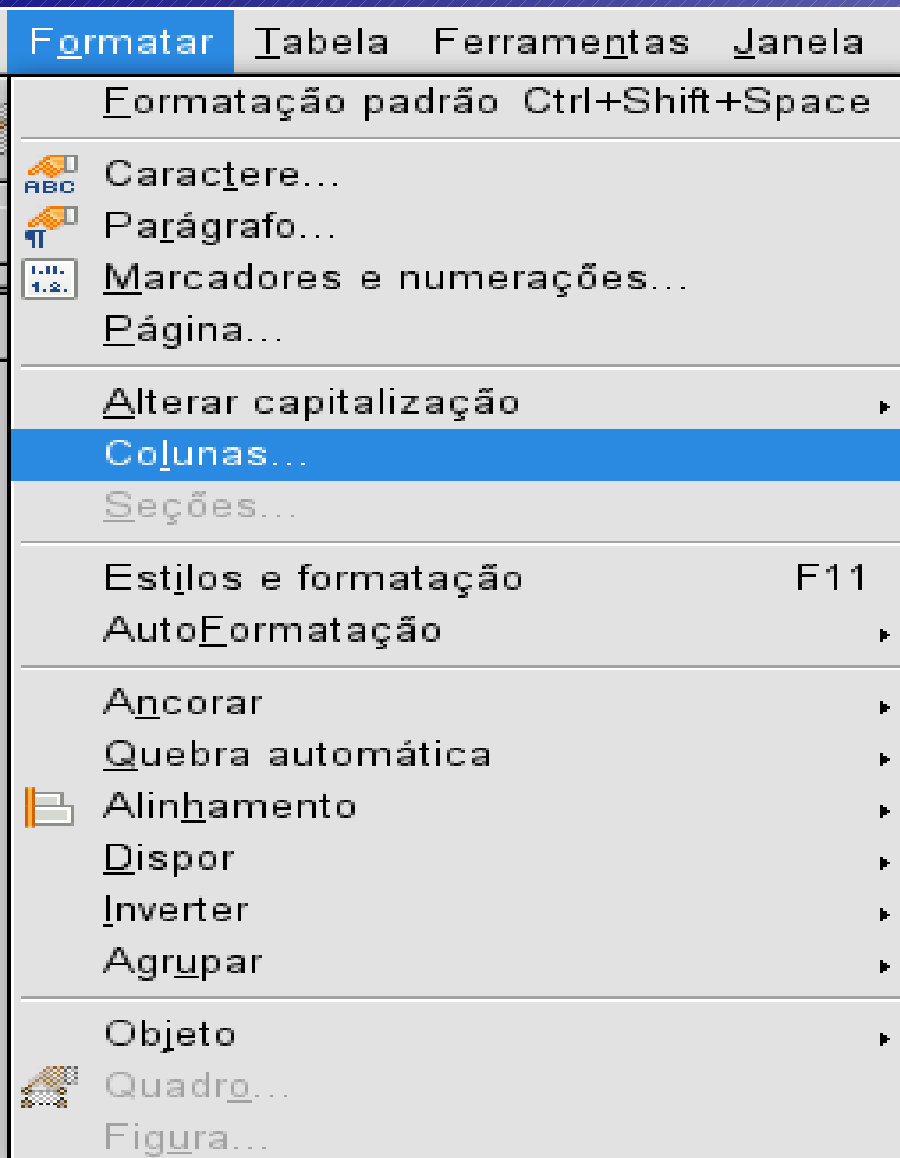 Formatar Tabela Ferramentas Janela
Formatação padrão Ctrl+Shift+Space
ABC Caractere...
Parágrafo...
Marcadores e numerações...
Página...
Alterar capitalização
Colunas...
Seções...
Estilos e formatação F11
AutoFormatação
Ancorar
Quebra automática
Alinhamento
Dispor
Inverter
Agrupar
Objeto
Quadro...
Figura...